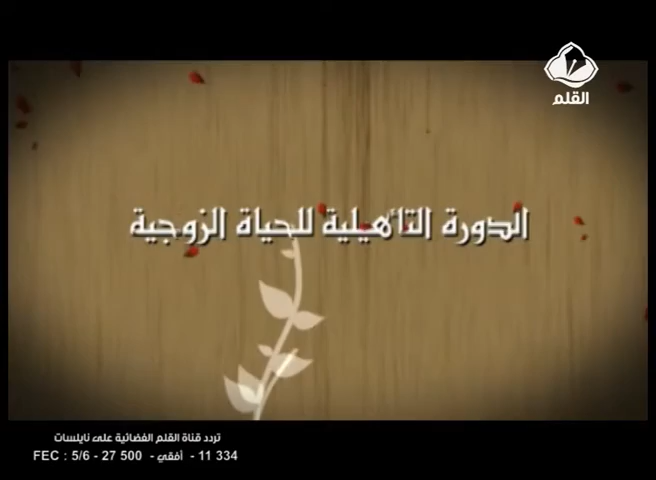 القلم
الدورة التأهيلية للحياة الزوجية
تردد قناة القلم الفضائية على نايلسات
11 334 - أفقي - 27 500 - FEC : 5/6